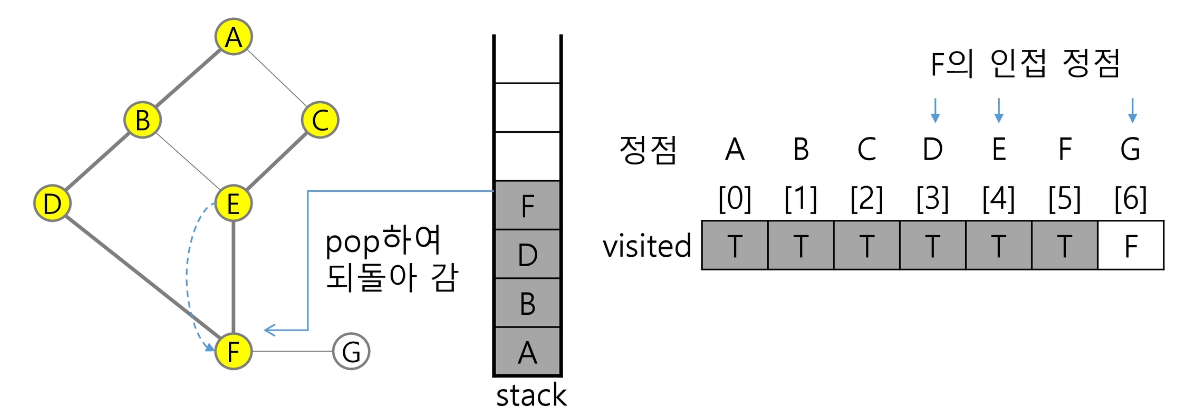 A
B
C
D
E
F
G
pop하여
되돌아 감
F
D
B
A
stack
F의 인접 정점
정점 A B C D E F G
[0] [1] [2] [3] [4] [5] [6]
visited T T T T T T F